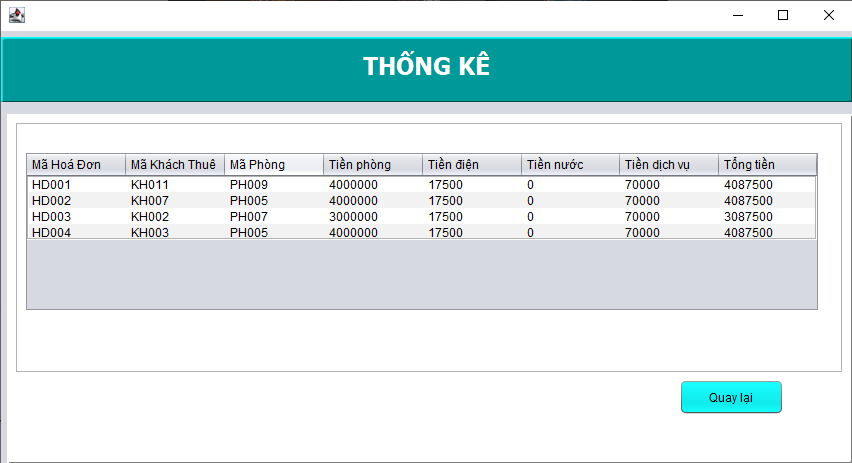 THỐNG KÊ
Mã Hoá Đơn Mã Khách Thuê Mã Phòng Tiền phòng Tiền điện Tiền nước Tiền dịch vụ Tổng tiền
HD001 KH011 PH009 4000000 17500 0 70000 4087500
HD002 KH007 PH005 4000000 17500 0 70000 4087500
HD003 KH002 PH007 3000000 17500 0 70000 3087500
HD004 KH003 PH005 4000000 17500 0 70000 4087500
Quay lại